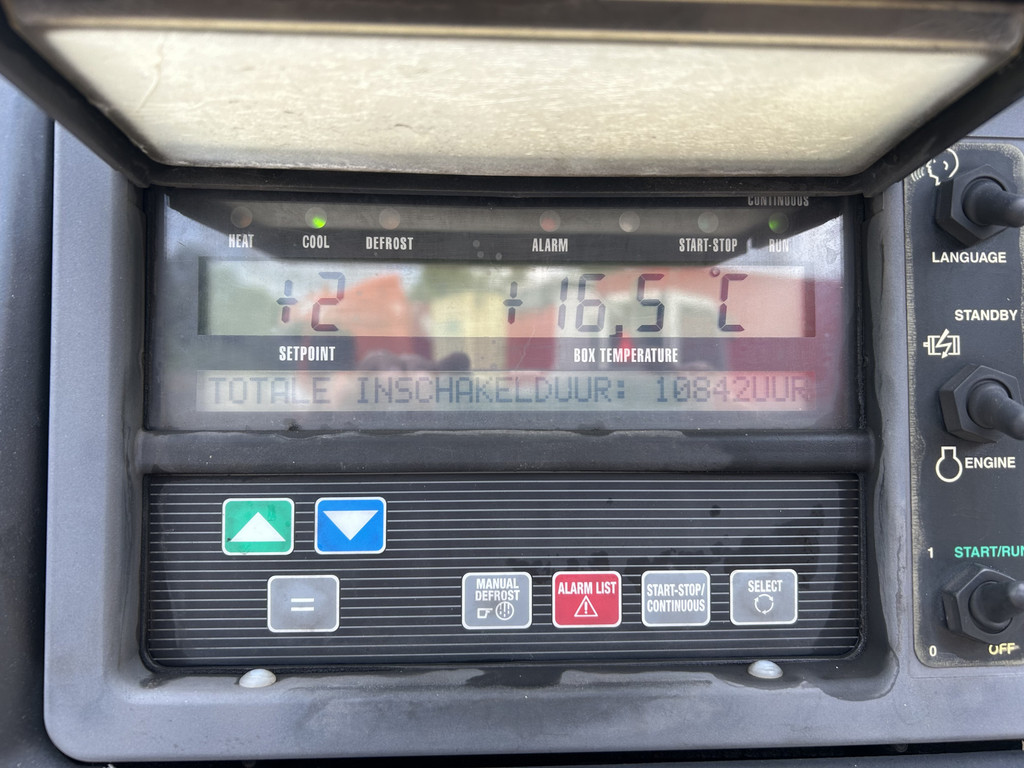 CONTINUOUS
HEAT COOL DEFROST ALARM START-STOP RUN
+2 +16,5 °C
SETPOINT BOX TEMPERATURE
TOTALE INSCHAKELDUUR: 10842UUR
=
MANUAL
DEFROST
ALARM LIST
START-STOP/
CONTINUOUS
SELECT
LANGUAGE
STANDBY
ENGINE
1 START/RUN
0 OFF